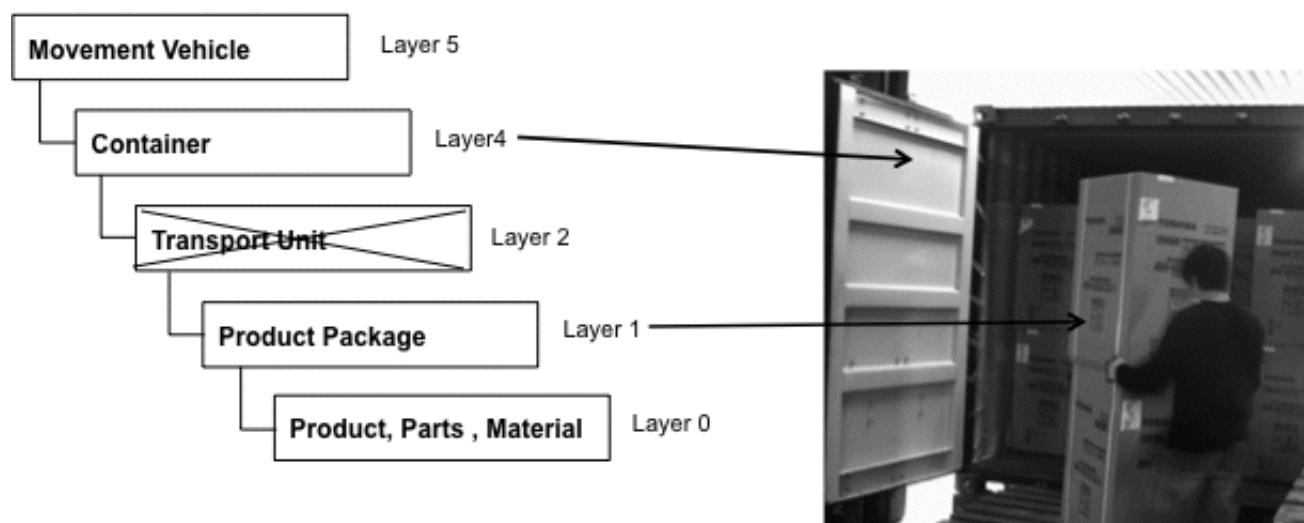 Movement Vehicle
Layer 5
Container
Layer4
Transport Unit
Layer 2
Product Package
Layer 1
Product, Parts , Material
Layer 0
TOSHIBA